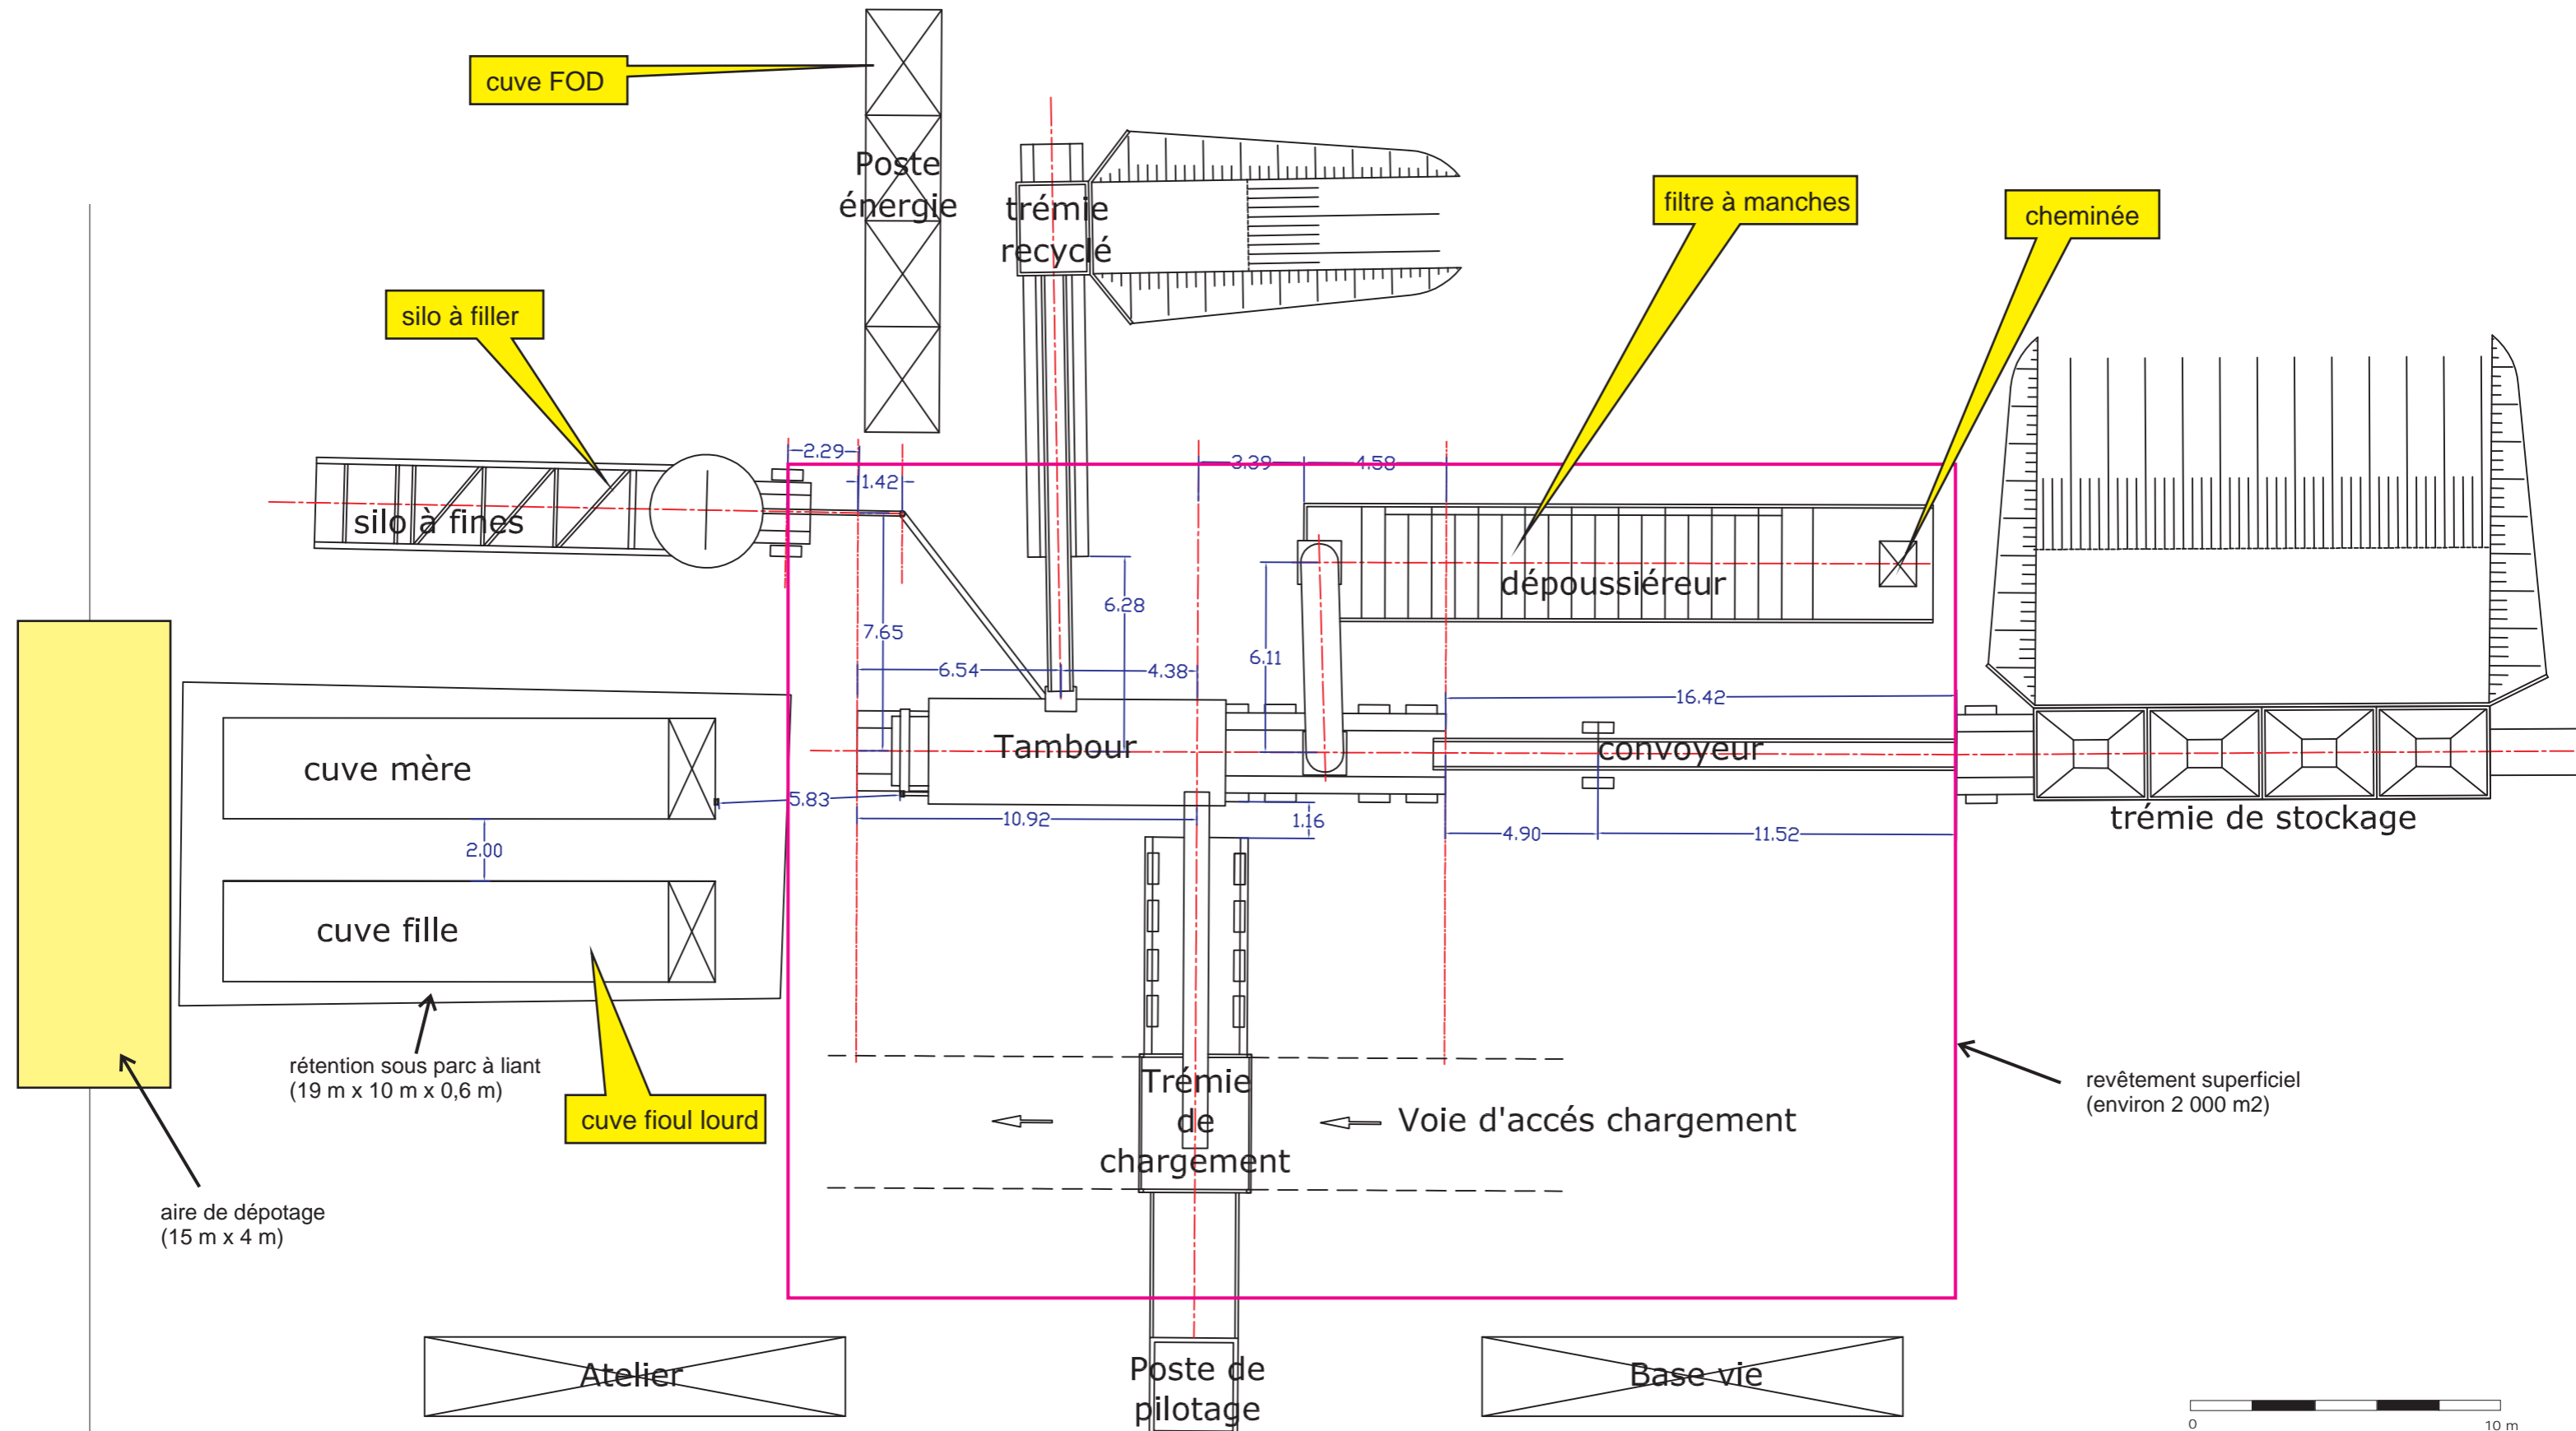 cuve FOD
Poste
énergie
trémie
recyclé
filtre à manches
cheminée
silo à filler
silo à fines
2.29
1.42
3.39
4.58
dépoussiéreur
7.65
6.28
6.11
6.54
4.38
16.42
Tambour
convoyeur
cuve mère
5.83
10.92
1.16
4.90
11.52
trémie de stockage
2.00
cuve fille
rétention sous parc à liant
(19 m x 10 m x 0,6 m)
cuve fioul lourd
Trémie
de
chargement
Voie d'accés chargement
revêtement superficiel
(environ 2 000 m2)
aire de dépotage
(15 m x 4 m)
Atelier
Poste de
pilotage
Base vie
0
10 m